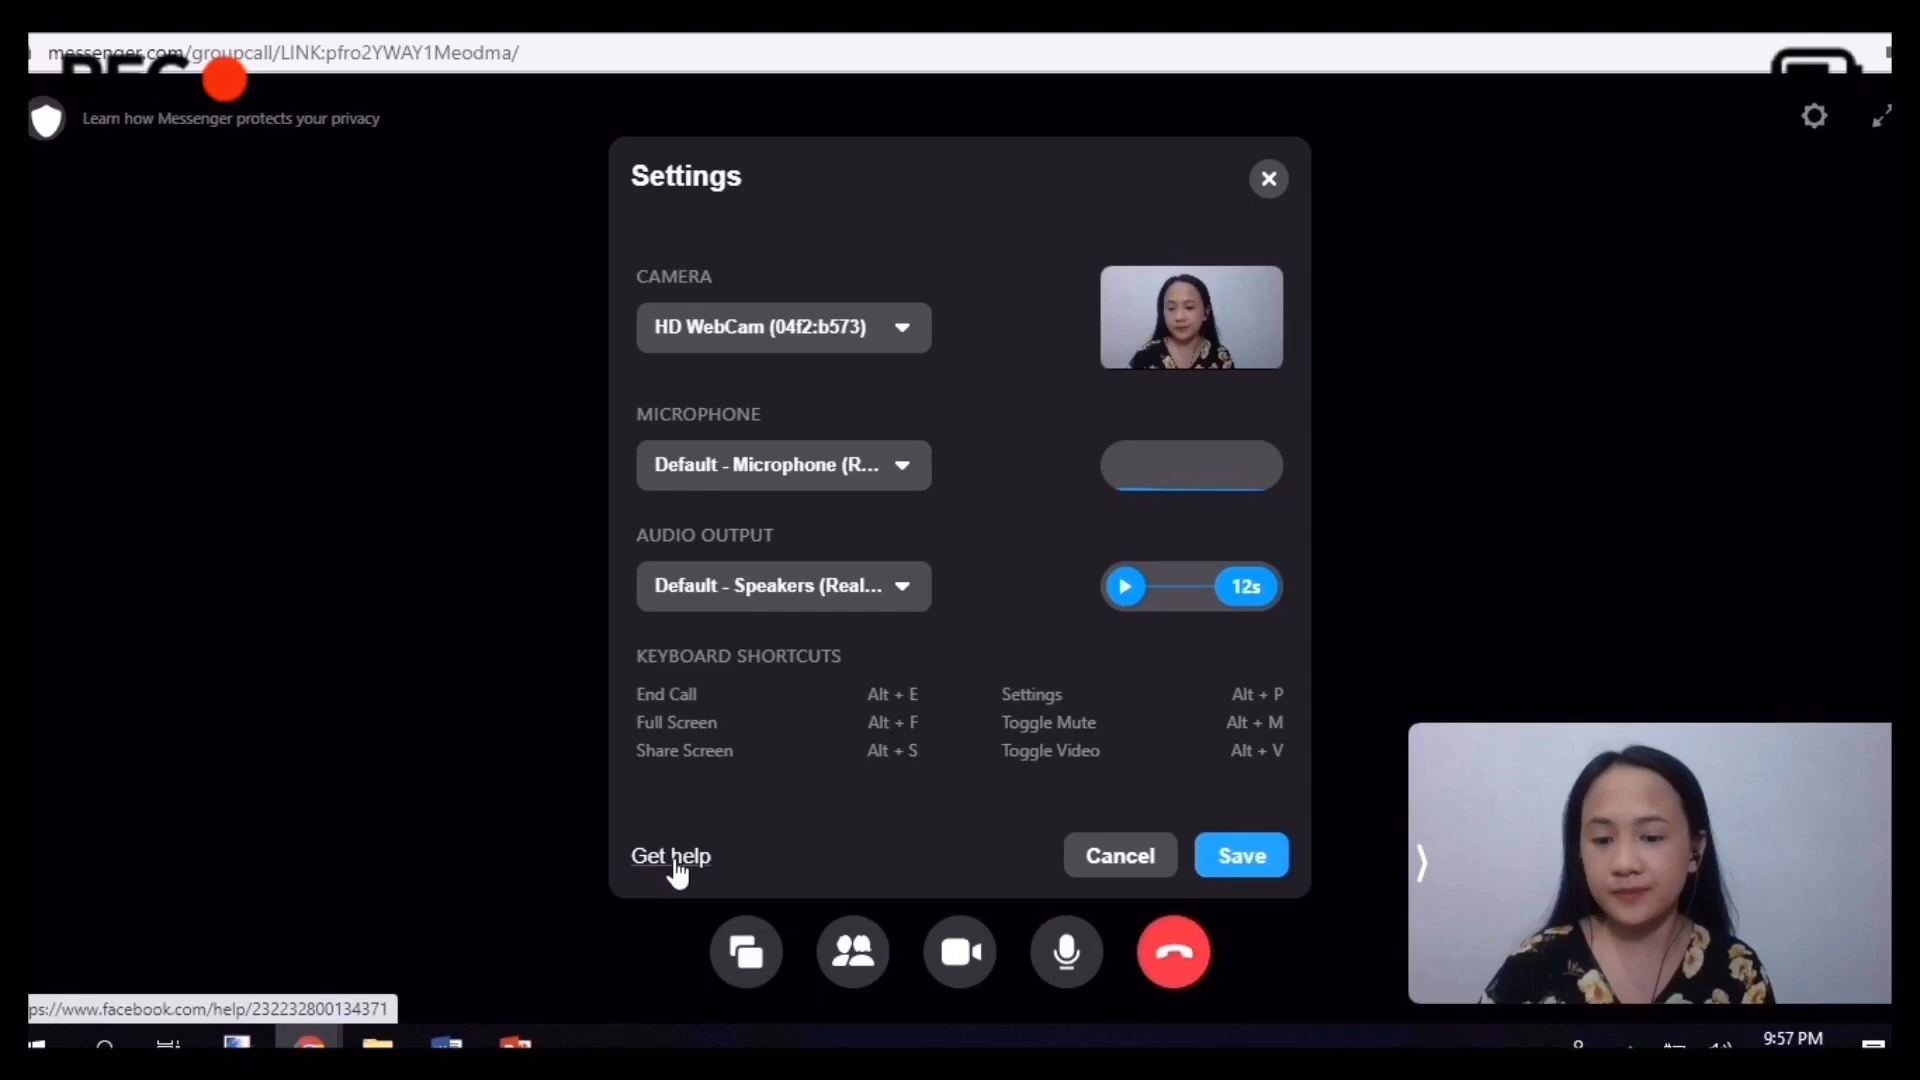 messenger.com/groupcall/LINK:pfro2YWAY1Meodma/
REC
Learn how Messenger protects your privacy
Settings
CAMERA
HD WebCam (04f2:b573)
MICROPHONE
Default - Microphone (R...
AUDIO OUTPUT
Default - Speakers (Real...
12s
KEYBOARD SHORTCUTS
End Call Alt + E Settings Alt + P
Full Screen Alt + F Toggle Mute Alt + M
Share Screen Alt + S Toggle Video Alt + V
Get help Cancel Save
ps://www.facebook.com/help/232232800134371
9:57 PM